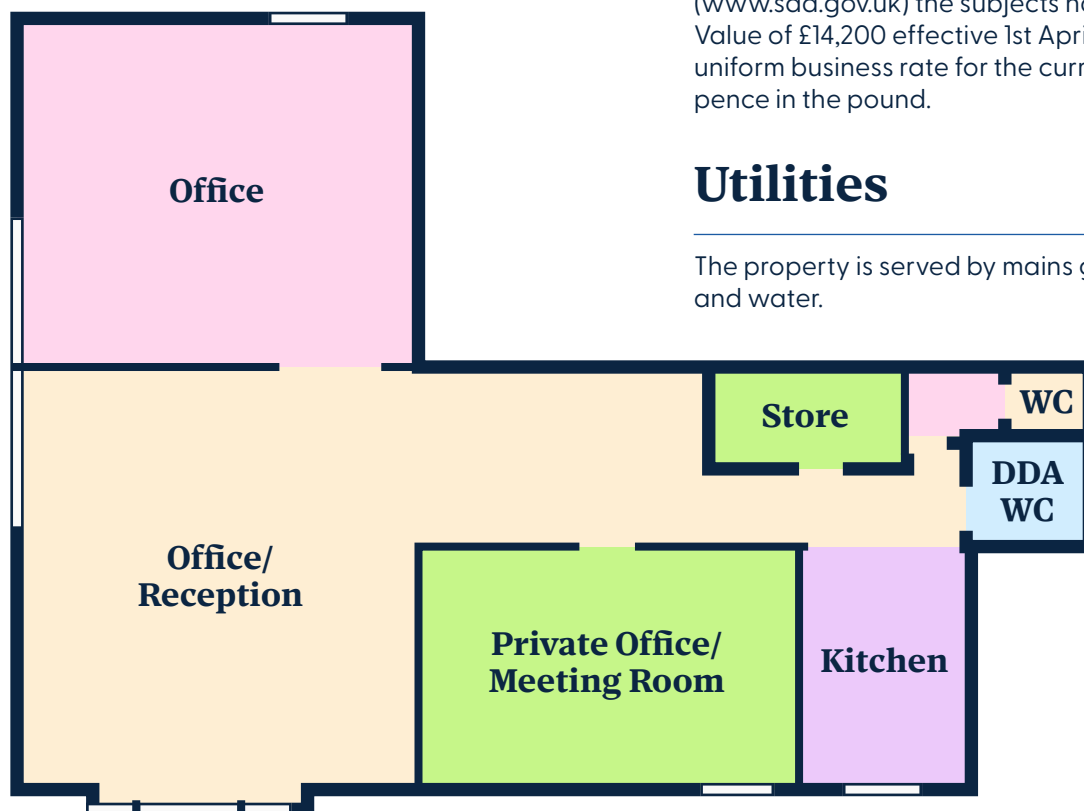 (www.saa.gov.uk) the subjects
Value of £14,200 effective 1st
uniform business rate for the
pence in the pound.
Utilities
The property is served by mains
and water.
Office
Store
WC
DDA
WC
Office/
Reception
Private Office/
Meeting Room
Kitchen